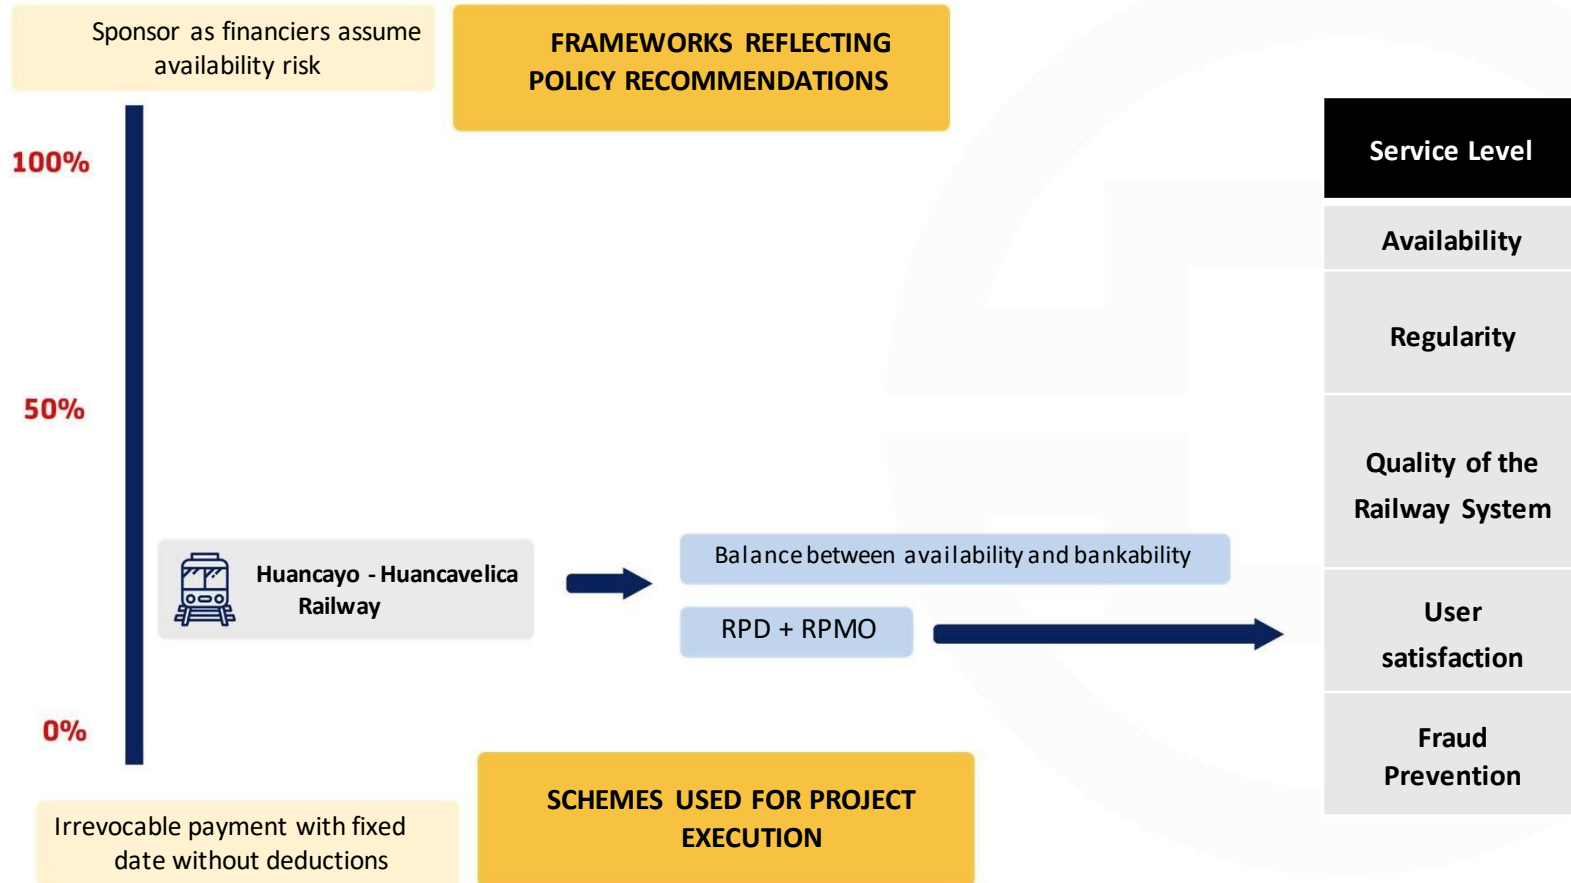 Sponsor as financiers assume
availability risk
FRAMEWORKS REFLECTING
POLICY RECOMMENDATIONS
100%
50%
0%
Huancayo - Huancavelica
Railway
Balance between availability and bankability
RPD + RPMO
Irrevocable payment with fixed
date without deductions
SCHEMES USED FOR PROJECT
EXECUTION
Service Level
Availability
Regularity
Quality of the
Railway System
User
satisfaction
Fraud
Prevention